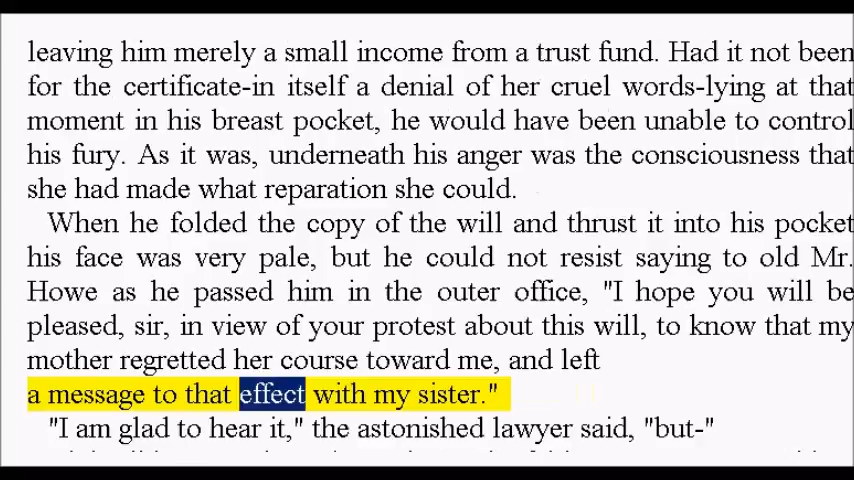 leaving him merely a small income from a trust fund. Had it not been
for the certificate-in itself a denial of her cruel words-lying at that
moment in his breast pocket, he would have been unable to control
his fury. As it was, underneath his anger was the consciousness that
she had made what reparation she could.
When he folded the copy of the will and thrust it into his pocket
his face was very pale, but he could not resist saying to old Mr.
Howe as he passed him in the outer office, "I hope you will be
pleased, sir, in view of your protest about this will, to know that my
mother regretted her course toward me, and left
a message to that effect with my sister."
"I am glad to hear it," the astonished lawyer said, "but-"